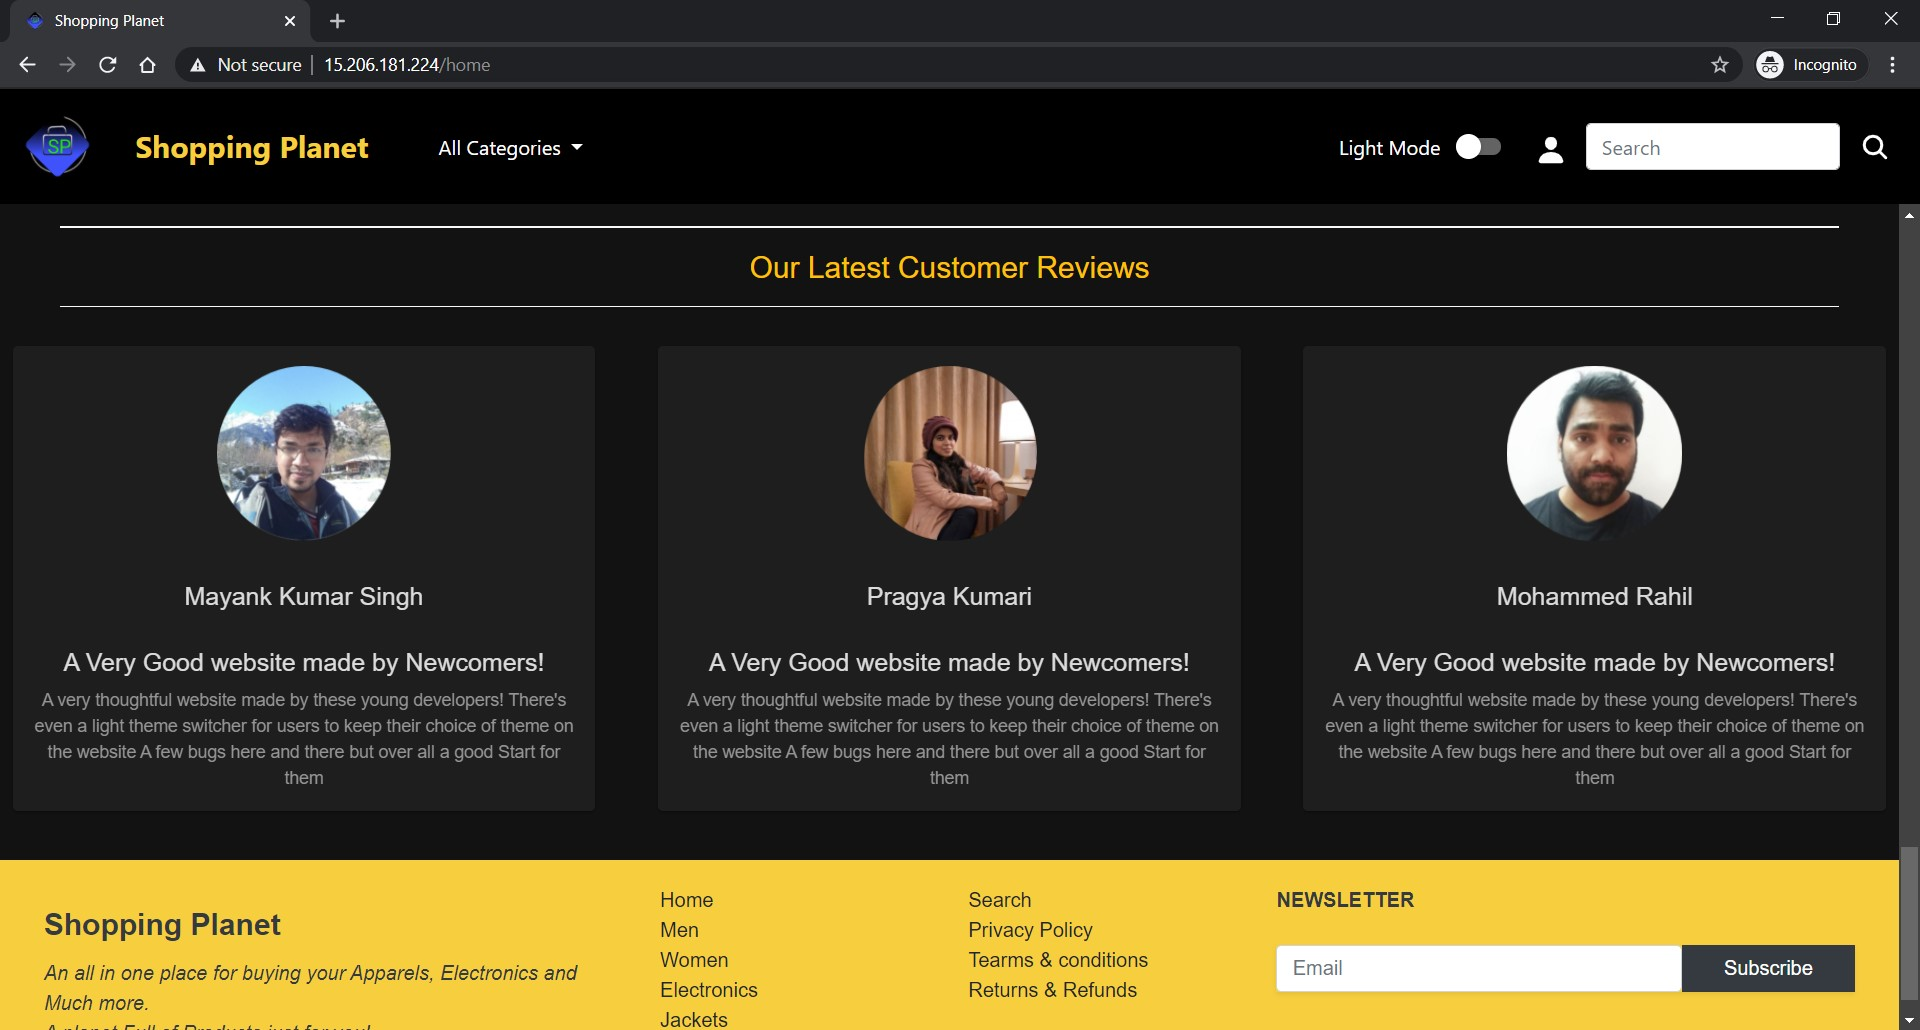 Shopping Planet
Not secure 15.206.181.224/home
Incognito
SP
Shopping Planet
All Categories
Light Mode
Search
Our Latest Customer Reviews
Mayank Kumar Singh
A Very Good website made by Newcomers!
A very thoughtful website made by these young developers! There's
even a light theme switcher for users to keep their choice of theme on
the website A few bugs here and there but over all a good Start for
them
Pragya Kumari
A Very Good website made by Newcomers!
A very thoughtful website made by these young developers! There's
even a light theme switcher for users to keep their choice of theme on
the website A few bugs here and there but over all a good Start for
them
Mohammed Rahil
A Very Good website made by Newcomers!
A very thoughtful website made by these young developers! There's
even a light theme switcher for users to keep their choice of theme on
the website A few bugs here and there but over all a good Start for
them
Shopping Planet
An all in one place for buying your Apparels, Electronics and
Much more.
A planet Full of Products just for you!
Home
Men
Women
Electronics
Jackets
Search
Privacy Policy
Tearms & conditions
Returns & Refunds
NEWSLETTER
Email
Subscribe